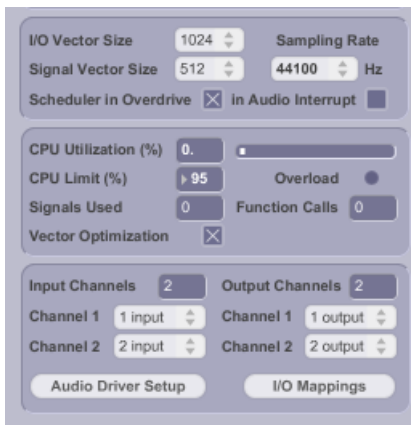 I/O Vector Size 1024 Sampling Rate
Signal Vector Size 512 44100 Hz
Scheduler in Overdrive in Audio Interrupt
CPU Utilization (%) 0.
CPU Limit (%) 95 Overload
Signals Used 0 Function Calls 0
Vector Optimization
Input Channels 2 Output Channels 2
Channel 1 1 input Channel 1 1 output
Channel 2 2 input Channel 2 2 output
Audio Driver Setup I/O Mappings